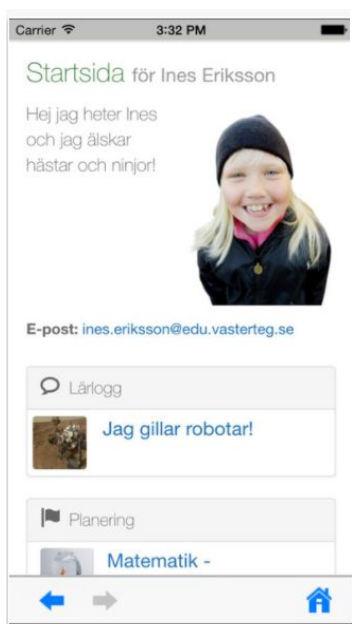 Carrier 3:32 PM
Startsida för Ines Eriksson
Hej jag heter Ines
och jag älskar
hästar och ninjor!
E-post: ines.eriksson@edu.vasterteg.se
Lärlogg
Jag gillar robotar!
Planering
Matematik -